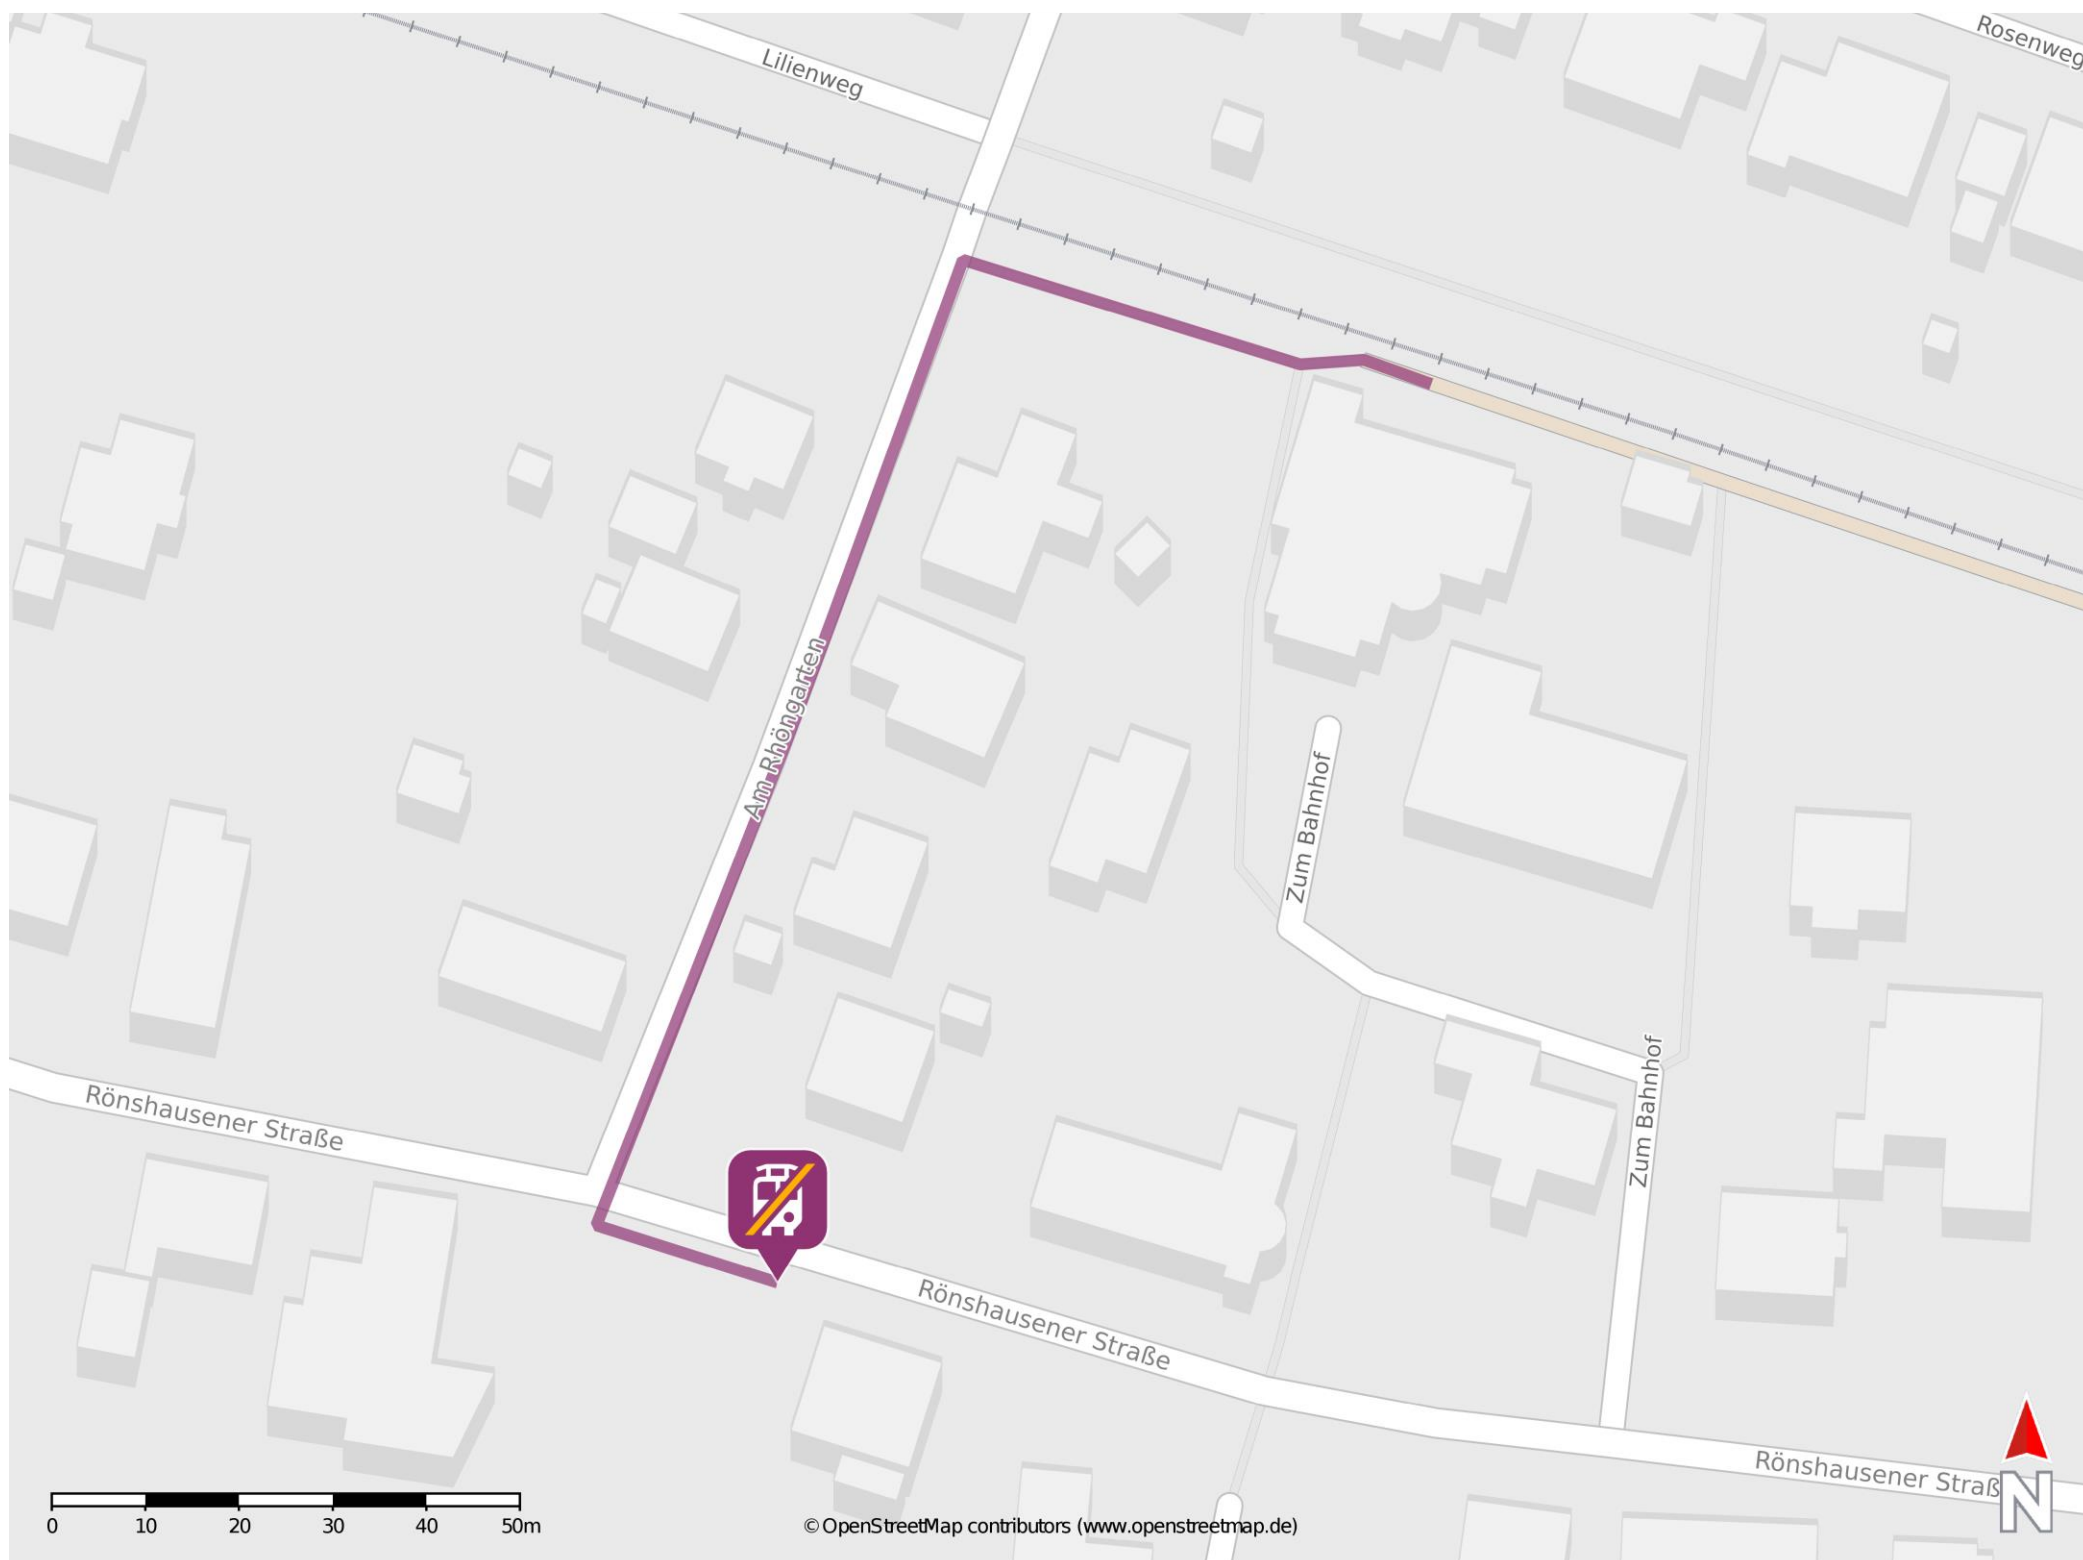 Rosenweg
Lilienweg
Am Rhöngarten
Zum Bahnhof
Zum Bahnhof
Rönshausener Straße
Rönshausener Straße
Rönshausener Straß
N
0 10 20 30 40 50m
© OpenStreetMap contributors (www.openstreetmap.de)